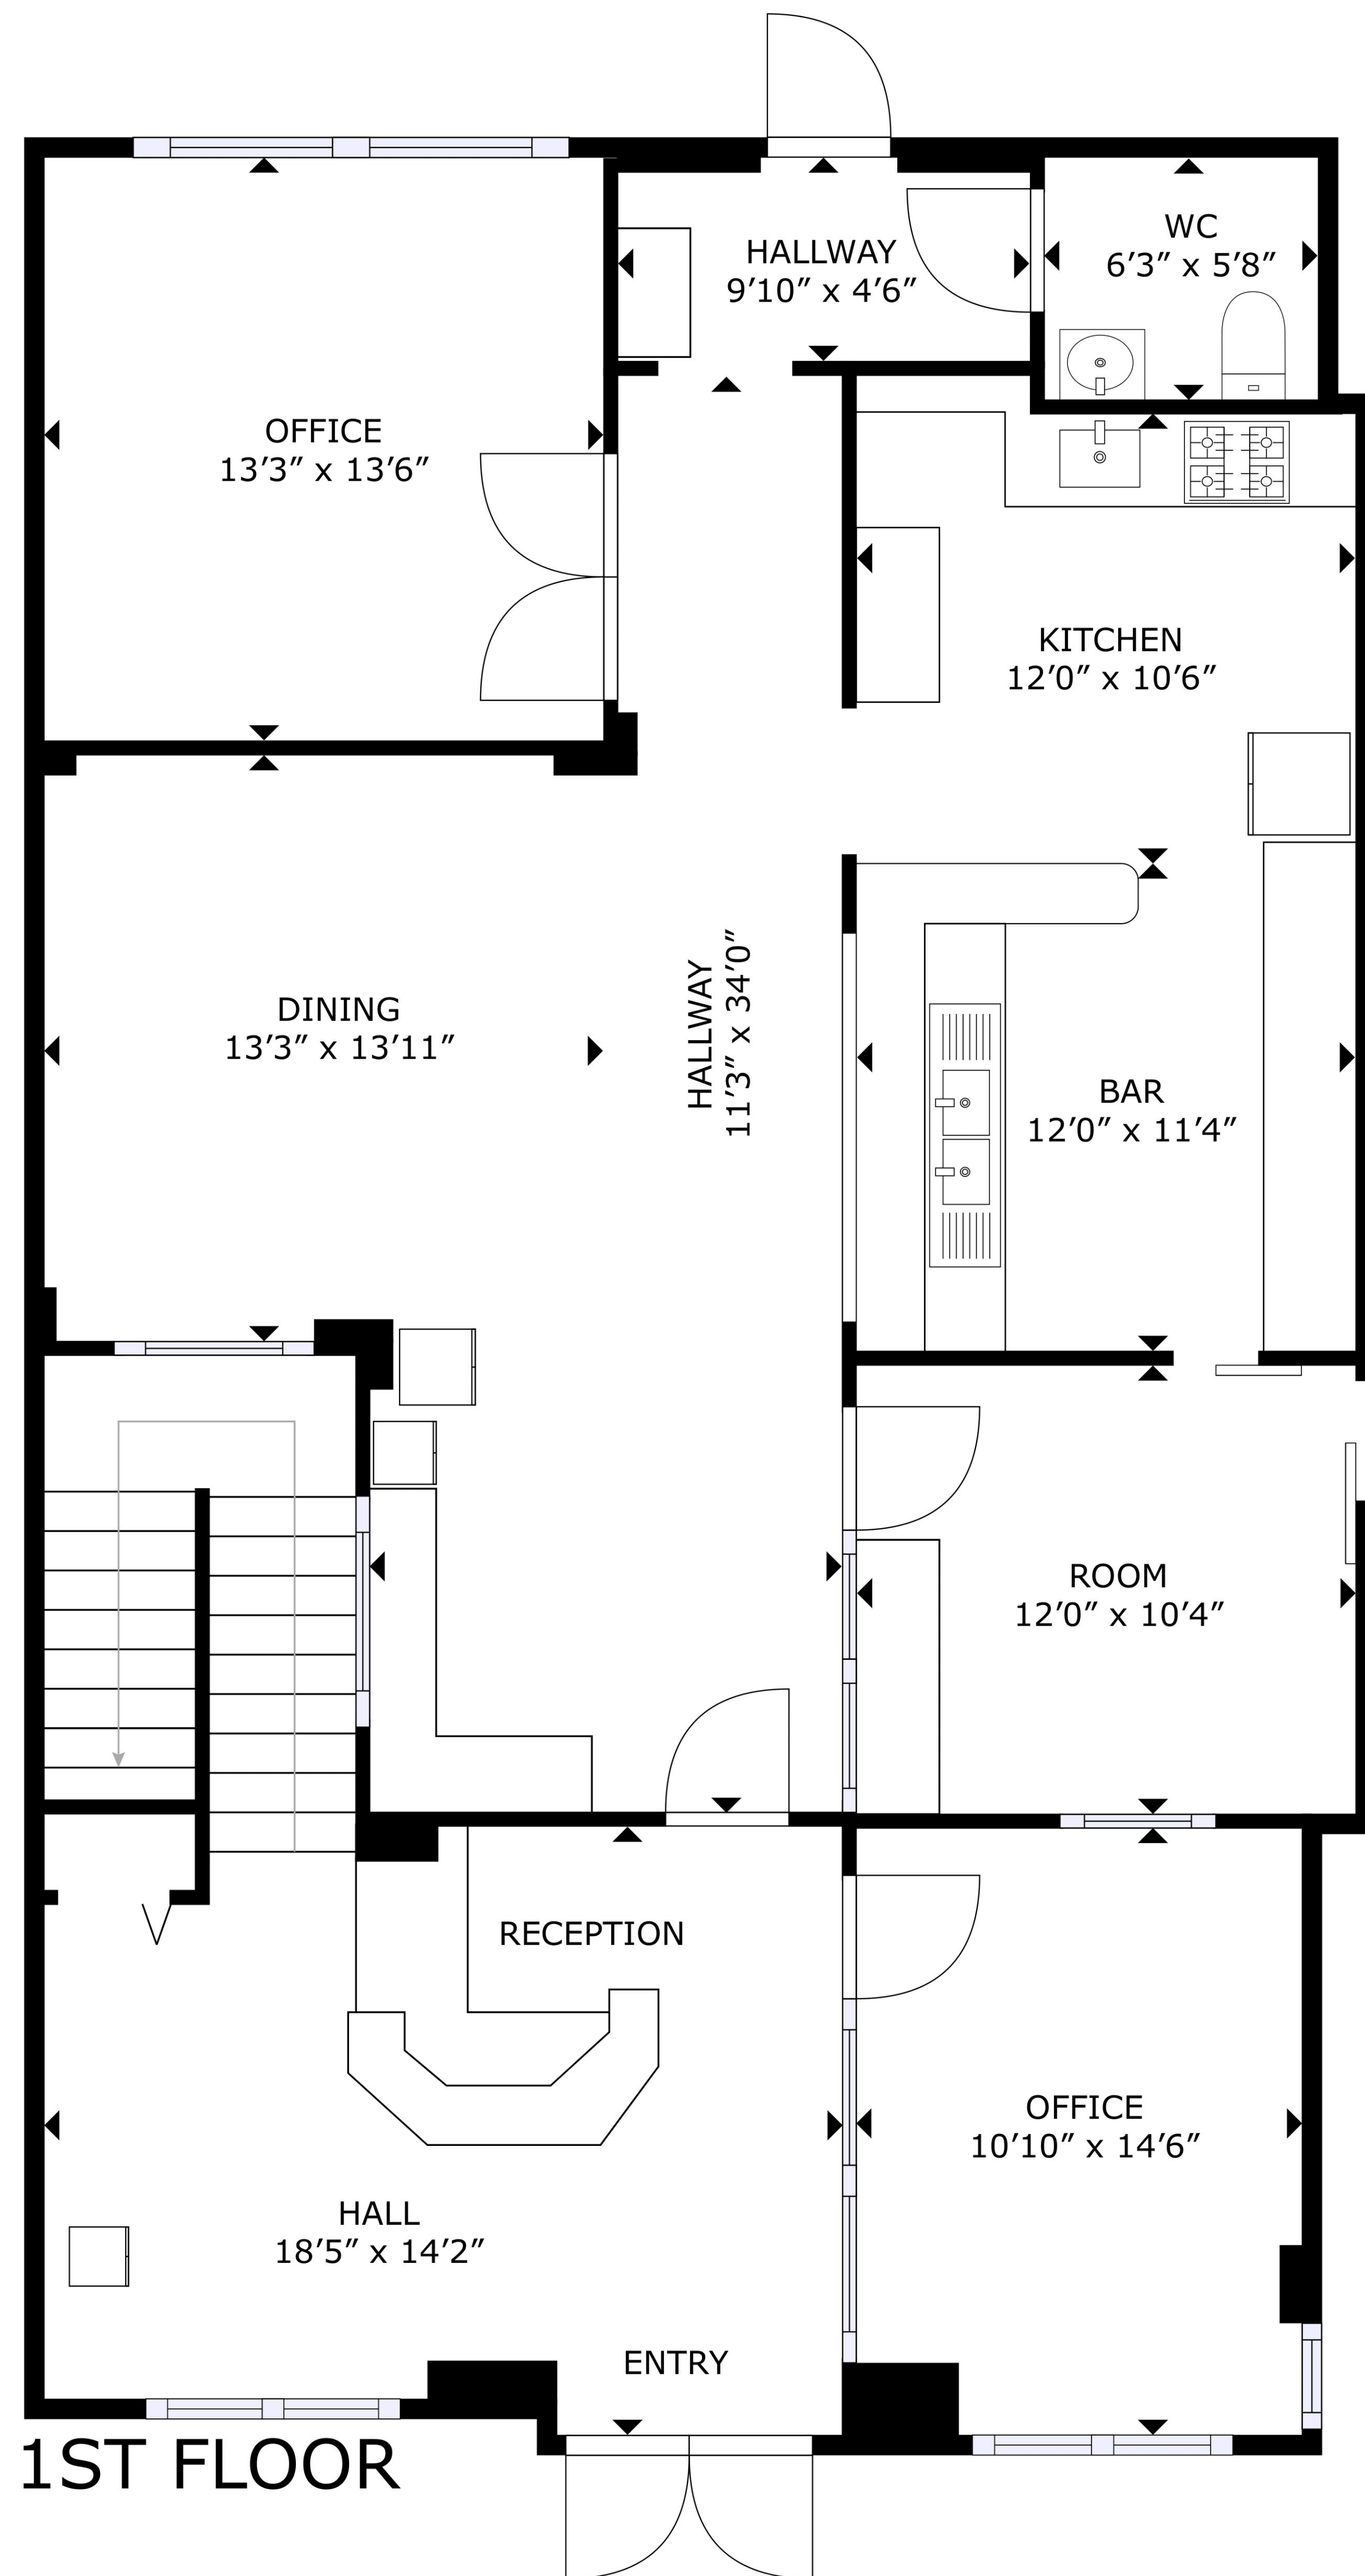 WC
6’3” x 5’8”
HALLWAY
9’10” x 4’6”
OFFICE
13’3” x 13’6”
KITCHEN
12’0” x 10’6”
DINING
13’3” x 13’11”
HALLWAY
11’3” x 34’0”
BAR
12’0” x 11’4”
ROOM
12’0” x 10’4”
RECEPTION
OFFICE
10’10” x 14’6”
HALL
18’5” x 14’2”
ENTRY
1ST FLOOR